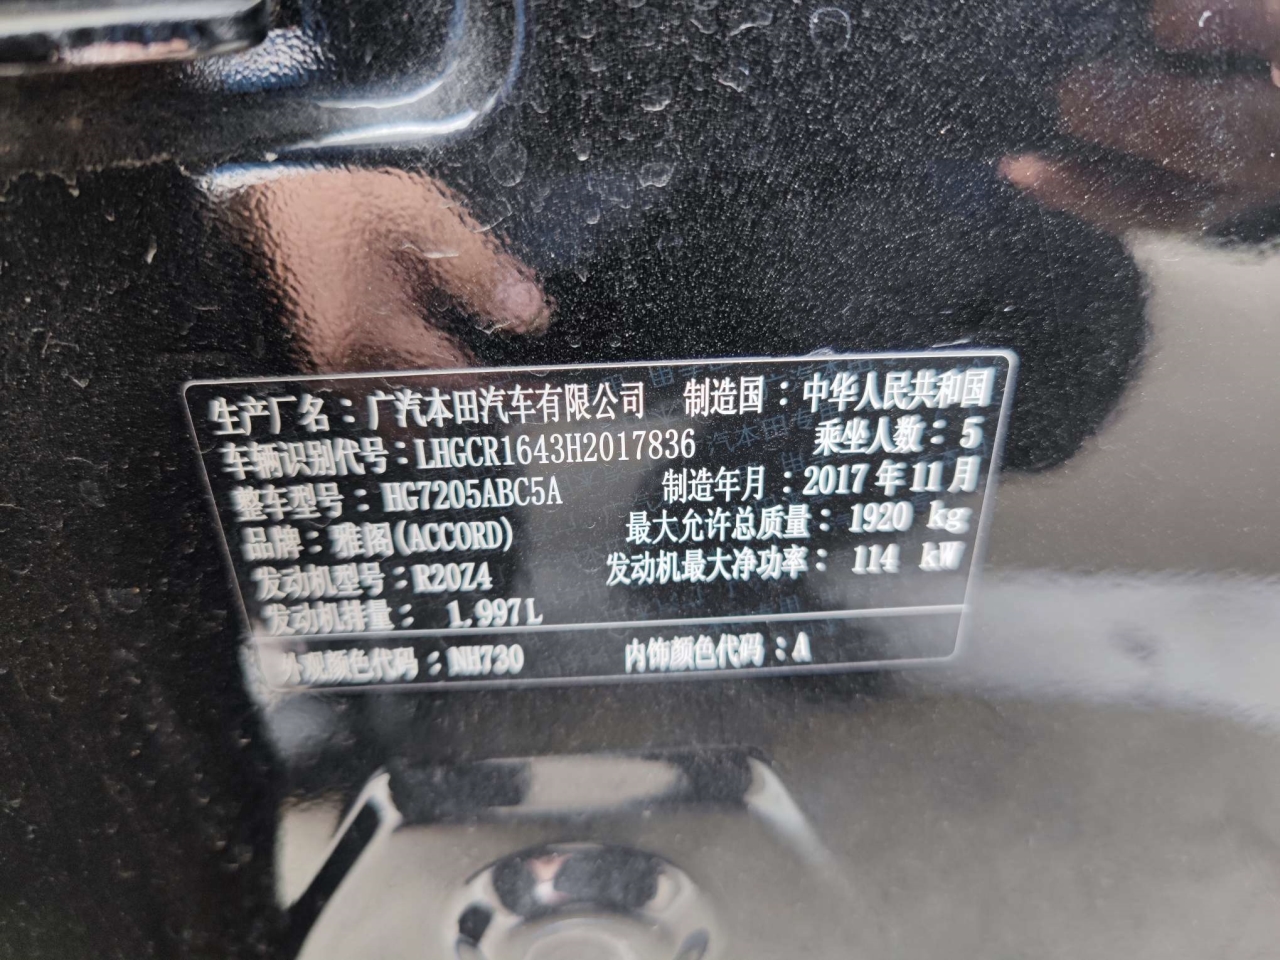 生产厂名：广汽本田汽车有限公司 制造国：中华人民共和国
车辆识别代号：LHGCR1643H2017836 乘坐人数：5
整车型号：HG7205ABC5A 制造年月：2017年11月
品牌：雅阁(ACCORD) 最大允许总质量：1920 kg
发动机型号：R20Z4 发动机最大净功率：114 kW
发动机排量：1.997L
外观颜色代码：NH730 内饰颜色代码：A